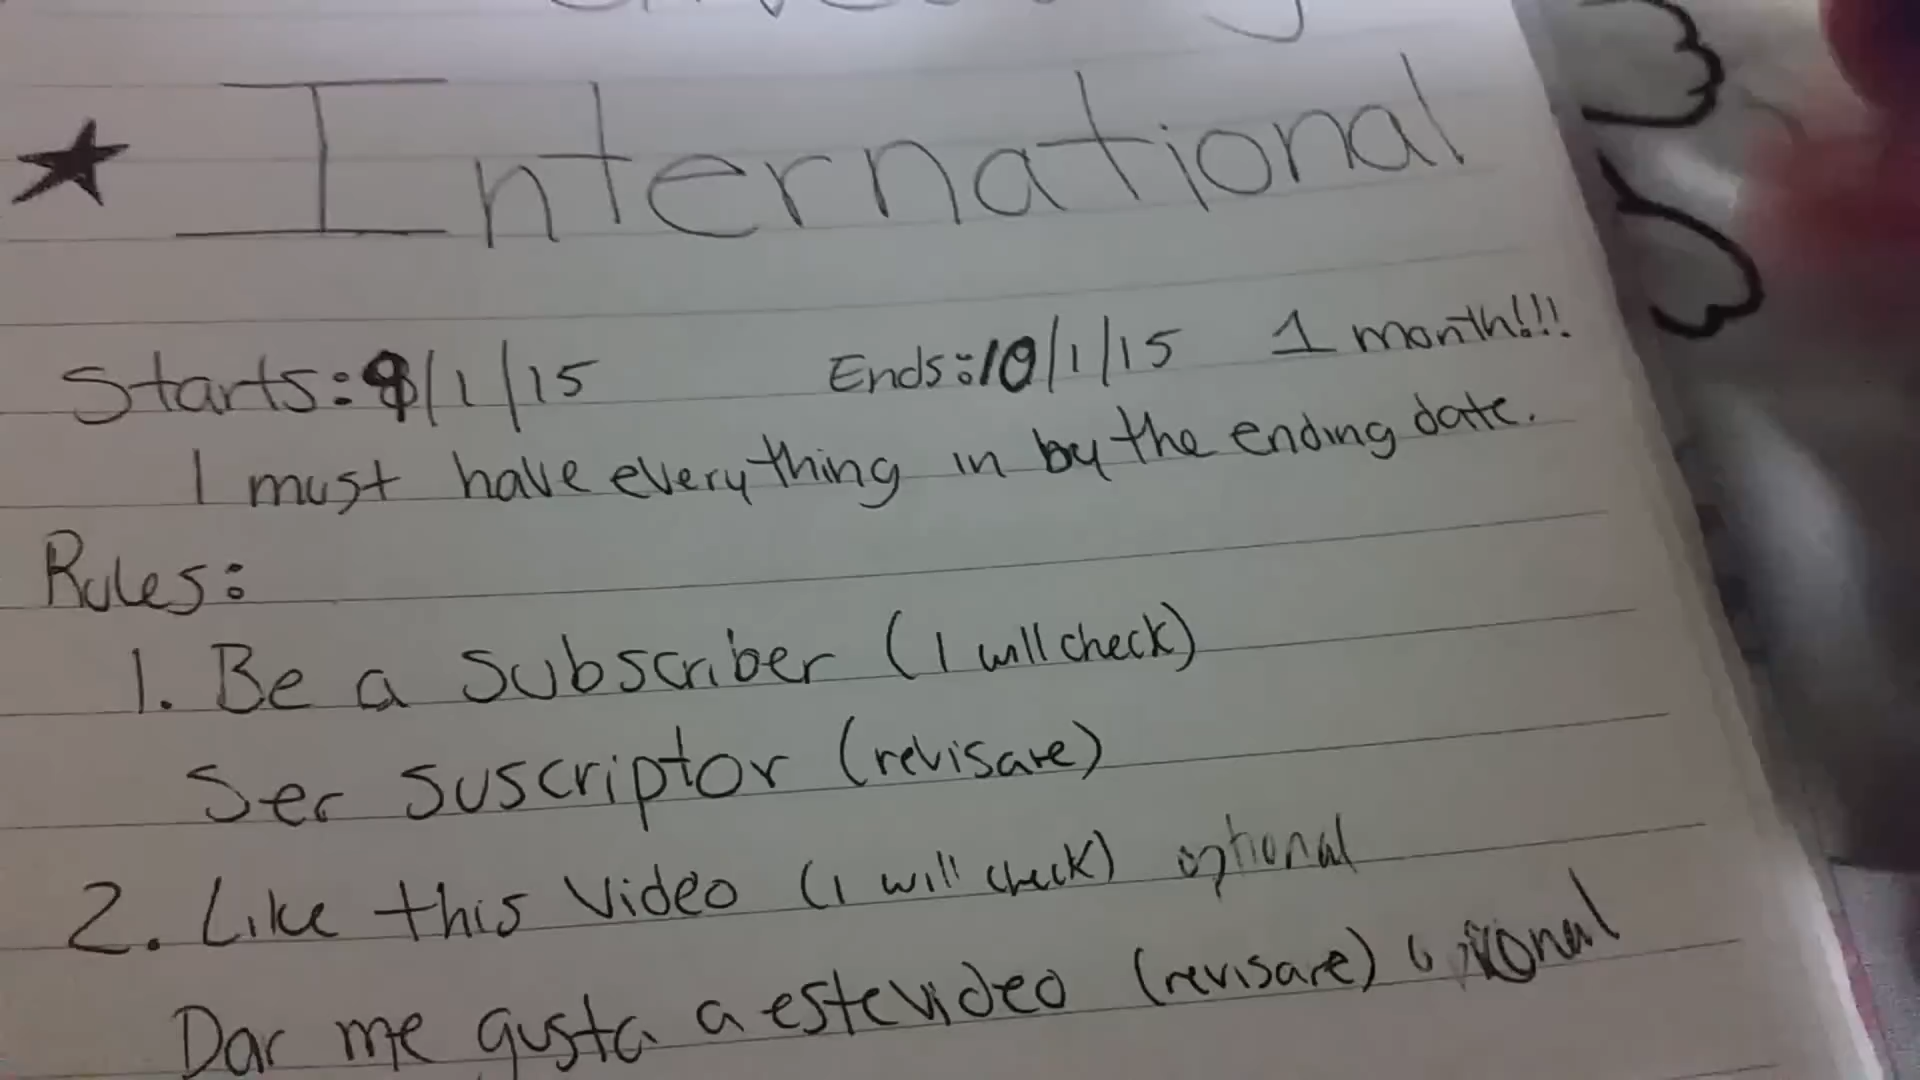 International
Starts: 9/1/15 Ends: 10/1/15 1 month!!!
I must have everything in by the ending date.
Rules:
1. Be a subscriber (I will check)
Ser suscriptor (revisare)
2. Like this video (I will check) optional
Dar me gusta a este video (revisare)